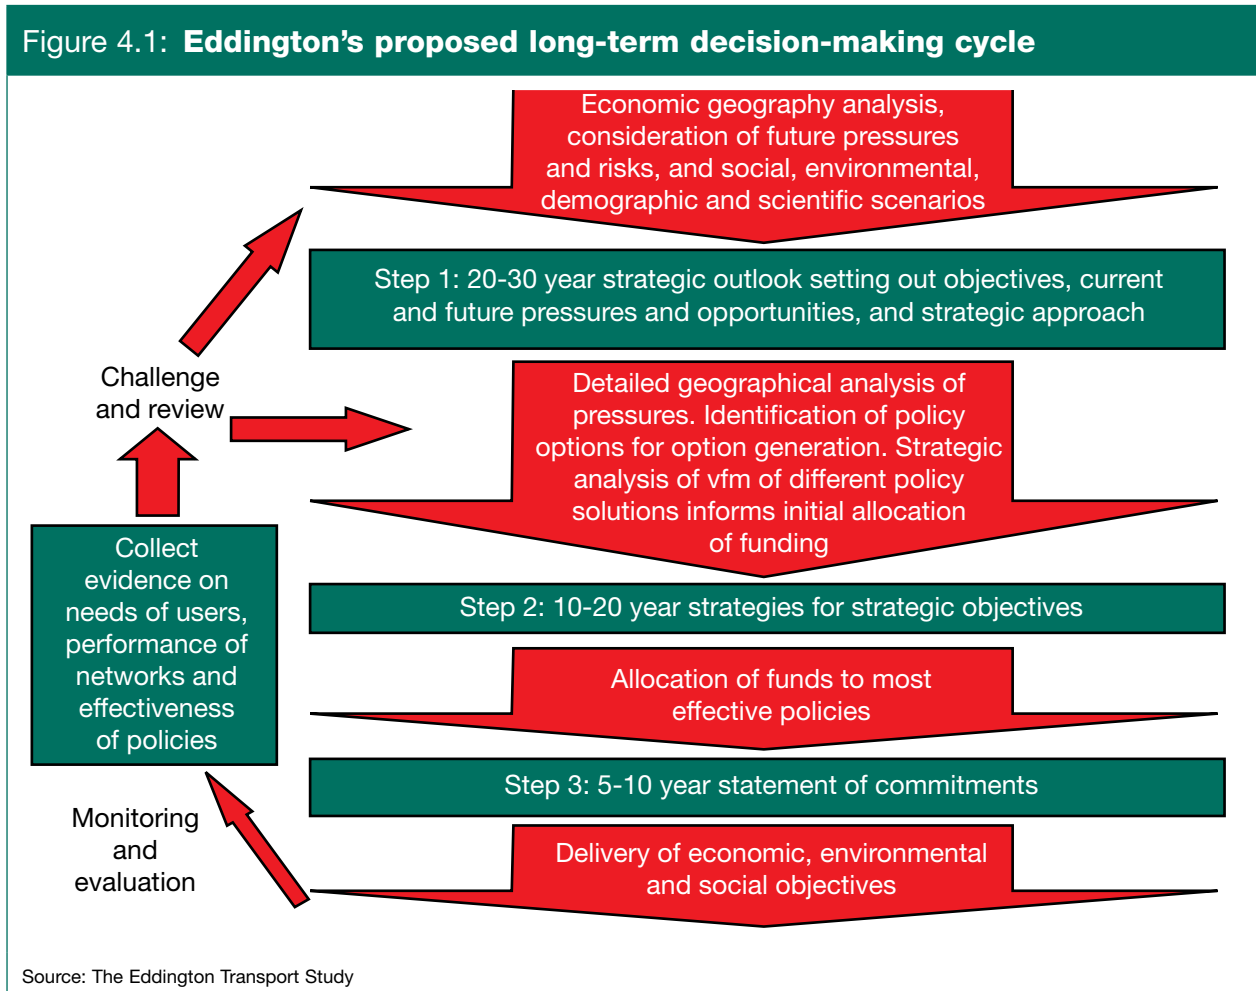 Figure 4.1: Eddington’s proposed long-term decision-making cycle
Economic geography analysis,
consideration of future pressures
and risks, and social, environmental,
demographic and scientific scenarios
Step 1: 20-30 year strategic outlook setting out objectives, current
and future pressures and opportunities, and strategic approach
Challenge
and review
Detailed geographical analysis of
pressures. Identification of policy
options for option generation. Strategic
analysis of vfm of different policy
solutions informs initial allocation
of funding
Step 2: 10-20 year strategies for strategic objectives
Collect
evidence on
needs of users,
performance of
networks and
effectiveness
of policies
Allocation of funds to most
effective policies
Step 3: 5-10 year statement of commitments
Monitoring
and
evaluation
Delivery of economic, environmental
and social objectives
Source: The Eddington Transport Study